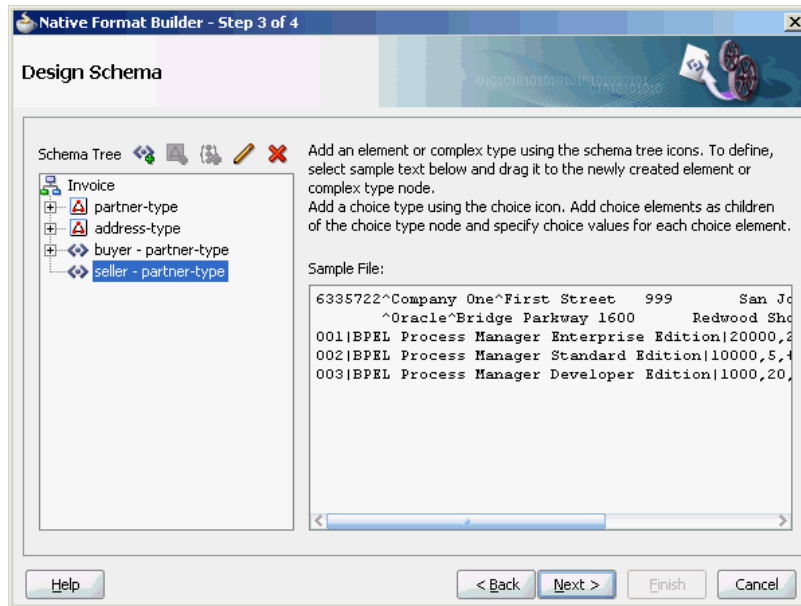 Native Format Builder - Step 3 of 4
Design Schema
Schema Tree
Invoice
partner-type
address-type
buyer - partner-type
seller - partner-type
Add an element or complex type using the schema tree icons. To define,
select sample text below and drag it to the newly created element or
complex type node.
Add a choice type using the choice icon. Add choice elements as children
of the choice type node and specify choice values for each choice element.
Sample File:
6335722^Company One^First Street 999 San Jo
^Oracle^Bridge Parkway 1600 Redwood Sho
001|BPEL Process Manager Enterprise Edition|20000,2
002|BPEL Process Manager Standard Edition|10000,5,4
003|BPEL Process Manager Developer Edition|1000,20,
Help
< Back
Next >
Finish
Cancel